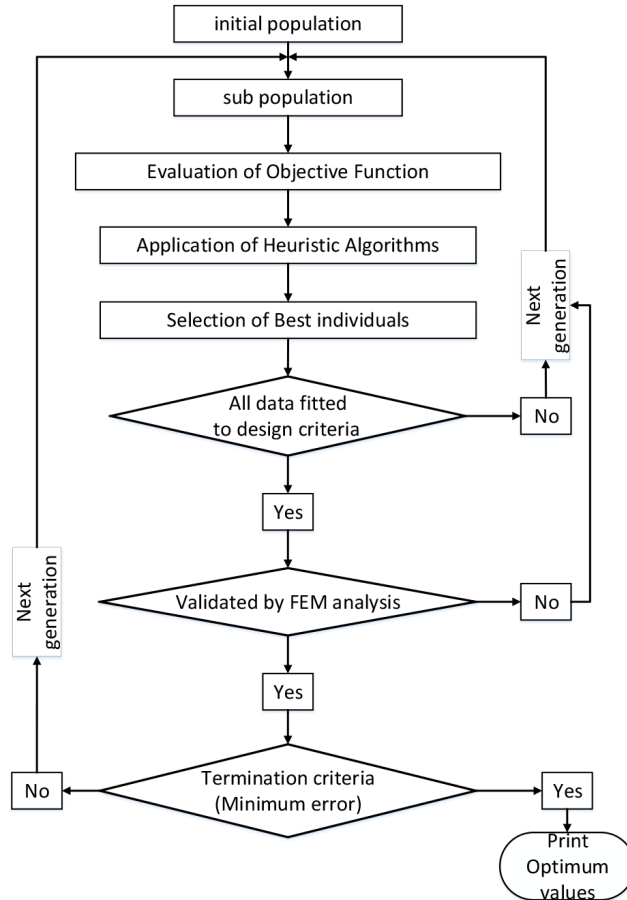 initial population
sub population
Evaluation of Objective Function
Application of Heuristic Algorithms
Selection of Best individuals
Next
generation
All data fitted
to design criteria
No
Yes
Next
generation
Validated by FEM analysis
No
Yes
No
Termination criteria
(Minimum error)
Yes
Print
Optimum
values